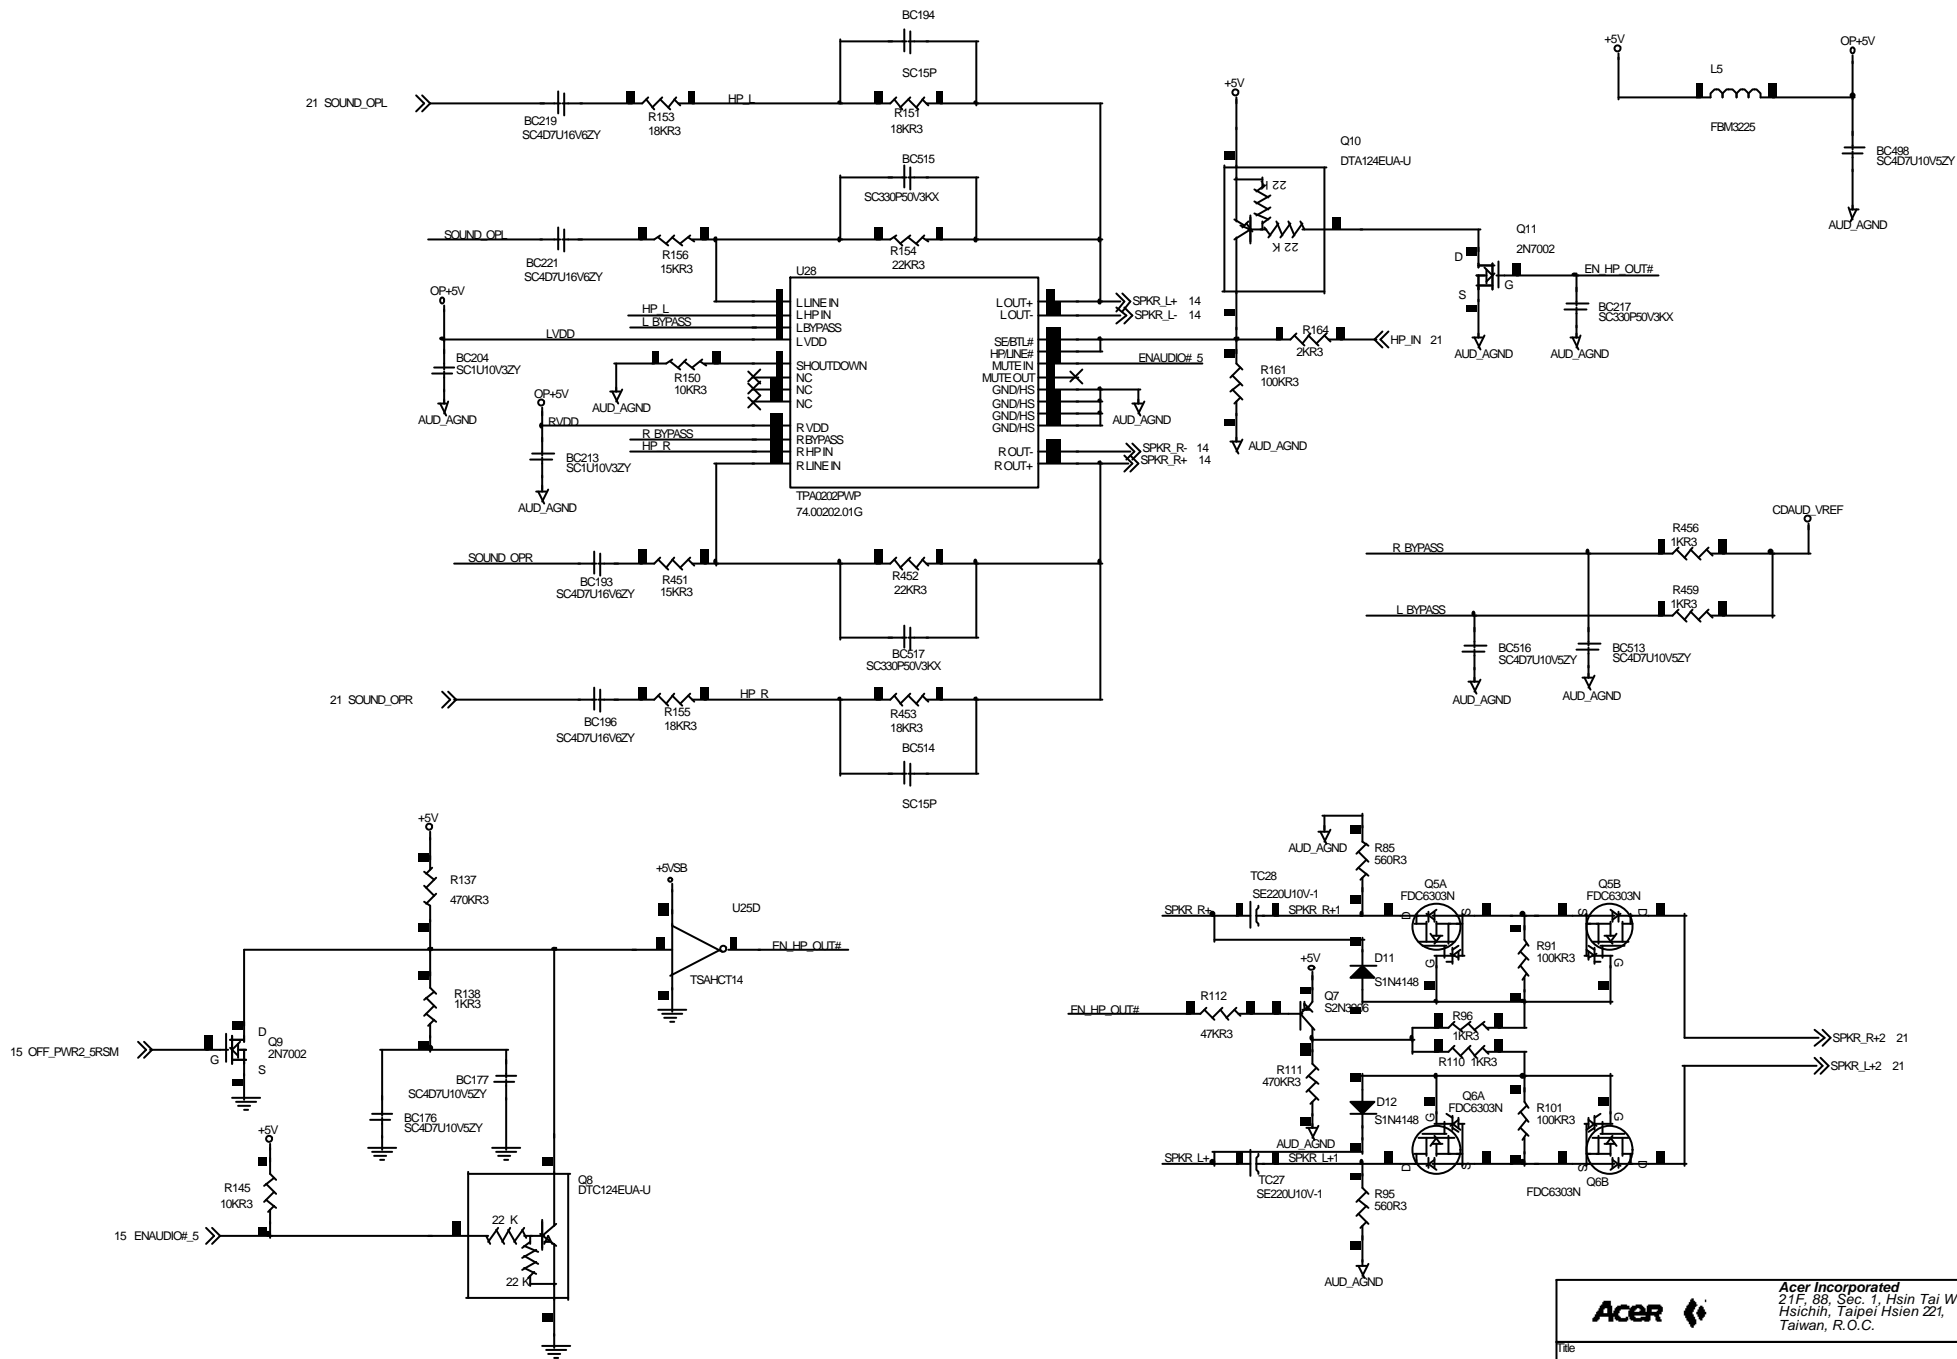 BC194
SC15P
21 SOUND_OPL
BC219
SC4D7U16V6ZY
R153
18KR3
HP_L
R151
18KR3
BC515
SC330P50V3KX
SOUND_OPL
BC221
SC4D7U16V6ZY
R156
15KR3
R154
22KR3
OP+5V
LVDD
BC204
SC1U10V3ZY
AUD_AGND
HP_L
L BYPASS
R150
10KR3
AUD_AGND
OP+5V
RVDD
R BYPASS
HP_R
BC213
SC1U10V3ZY
AUD_AGND
U28
L LINE IN
L HP IN
L BYPASS
L VDD
SHOUTDOWN
NC
NC
NC
R VDD
R BYPASS
R HP IN
R LINE IN
L OUT+
L OUT-
SE/BTL#
HP/LINE#
MUTE IN
MUTE OUT
GND/HS
GND/HS
GND/HS
GND/HS
R OUT-
R OUT+
TPA0202PWP
74.00202.01G
SPKR_L+ 14
SPKR_L- 14
ENAUDIO#_5
AUD_AGND
SPKR_R- 14
SPKR_R+ 14
+5V
Q10
DTA124EUA-U
22 K
22 K
R164
2KR3
HP_IN 21
R161
100KR3
AUD_AGND
Q11
2N7002
D
G
S
EN_HP_OUT#
BC217
SC330P50V3KX
AUD_AGND
AUD_AGND
+5V
OP+5V
L5
FBM3225
BC498
SC4D7U10V5ZY
AUD_AGND
SOUND_OPR
BC193
SC4D7U16V6ZY
R451
15KR3
R452
22KR3
BC517
SC330P50V3KX
21 SOUND_OPR
BC196
SC4D7U16V6ZY
R155
18KR3
HP_R
R453
18KR3
BC514
SC15P
CDAUD_VREF
R BYPASS
R456
1KR3
L BYPASS
R459
1KR3
BC516
SC4D7U10V5ZY
BC513
SC4D7U10V5ZY
AUD_AGND
AUD_AGND
+5V
R137
470KR3
+5VSB
U25D
EN_HP_OUT#
TSAHCT14
R138
1KR3
15 OFF_PWR2_5RSM
D
G
S
Q9
2N7002
BC177
SC4D7U10V5ZY
BC176
SC4D7U10V5ZY
+5V
R145
10KR3
15 ENAUDIO#_5
Q8
DTC124EUA-U
22 K
22 K
AUD_AGND
R85
560R3
TC28
SE220U10V-1
SPKR_R+
SPKR_R+1
Q5A
FDC6303N
D
S
G
Q5B
FDC6303N
S
D
G
D11
S1N4148
R91
100KR3
+5V
Q7
EN_HP_OUT#
R112
47KR3
R96
1KR3
R110 1KR3
R111
470KR3
AUD_AGND
D12
S1N4148
Q6A
FDC6303N
G
D
S
R101
100KR3
G
S
D
SPKR_L+
SPKR_L+1
TC27
SE220U10V-1
R95
560R3
AUD_AGND
FDC6303N
Q6B
SPKR_R+2 21
SPKR_L+2 21
ACER
Acer Incorporated
21F, 88, Sec. 1, Hsin Tai W
Hsichih, Taipei Hsien 221,
Taiwan, R.O.C.
Title